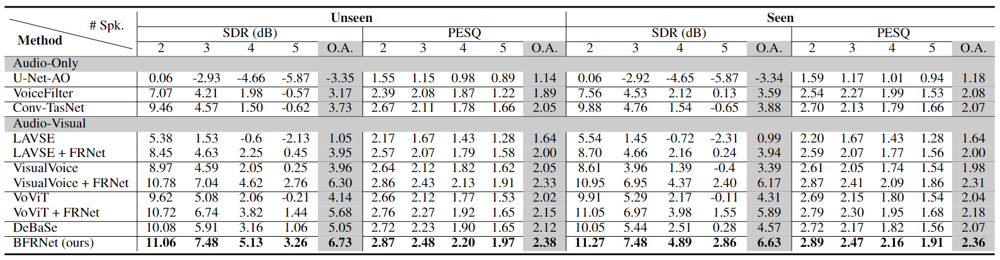 # Spk. Unseen Seen
Method SDR (dB) PESQ SDR (dB) PESQ
2 3 4 5 O.A. 2 3 4 5 O.A. 2 3 4 5 O.A. 2 3 4 5 O.A.
Audio-Only
U-Net-AO 0.06 -2.93 -4.66 -5.87 -3.35 1.55 1.15 0.98 0.89 1.14 0.06 -2.92 -4.65 -5.87 -3.34 1.59 1.17 1.01 0.94 1.18
VoiceFilter 7.07 4.21 1.98 -0.57 3.17 2.39 2.08 1.87 1.22 1.89 7.56 4.53 2.12 0.13 3.59 2.54 2.27 1.99 1.53 2.08
Conv-TasNet 9.46 4.57 1.50 -0.62 3.73 2.67 2.11 1.78 1.66 2.05 9.88 4.76 1.54 -0.65 3.88 2.70 2.13 1.79 1.66 2.07
Audio-Visual
LAVSE 5.38 1.53 -0.6 -2.13 1.05 2.17 1.67 1.43 1.28 1.64 5.54 1.45 -0.72 -2.31 0.99 2.20 1.67 1.43 1.28 1.64
LAVSE + FRNet 8.45 4.63 2.25 0.45 3.95 2.57 2.07 1.79 1.58 2.00 8.70 4.66 2.16 0.24 3.94 2.59 2.07 1.77 1.56 2.00
VisualVoice 8.97 4.59 2.05 0.25 3.96 2.64 2.12 1.82 1.62 2.05 8.61 3.96 1.39 -0.4 3.39 2.61 2.05 1.74 1.54 1.98
VisualVoice + FRNet 10.78 7.04 4.62 2.76 6.30 2.86 2.43 2.13 1.91 2.33 10.95 6.95 4.37 2.40 6.17 2.87 2.41 2.09 1.86 2.31
VoViT 9.62 5.08 2.06 -0.21 4.14 2.66 2.12 1.77 1.53 2.02 9.91 5.29 2.17 -0.11 4.31 2.69 2.15 1.80 1.54 2.04
VoViT + FRNet 10.72 6.74 3.82 1.44 5.68 2.76 2.27 1.92 1.65 2.15 11.05 6.97 3.98 1.55 5.89 2.79 2.30 1.95 1.68 2.18
DeBaSe 10.08 5.91 3.16 1.06 5.05 2.72 2.23 1.90 1.65 2.12 10.05 5.44 2.51 0.28 4.57 2.72 2.17 1.82 1.56 2.07
BFRNet (ours) 11.06 7.48 5.13 3.26 6.73 2.87 2.48 2.20 1.97 2.38 11.27 7.48 4.89 2.86 6.63 2.89 2.47 2.16 1.91 2.36